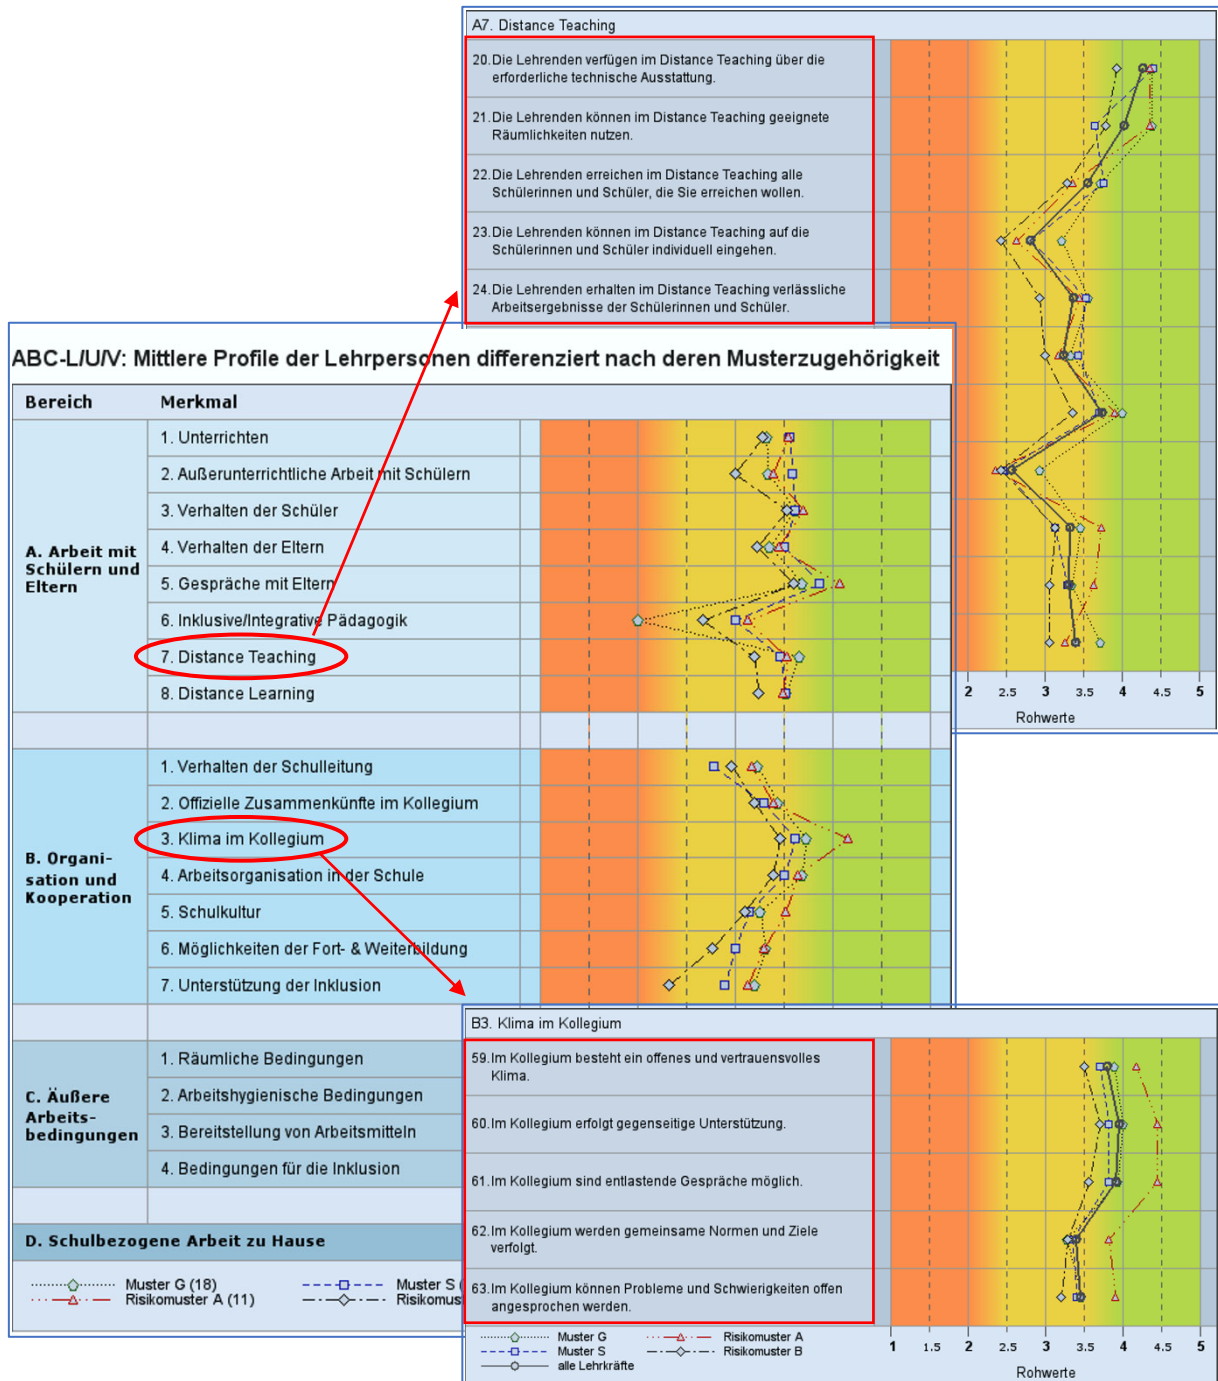 A7. Distance Teaching
20. Die Lehrenden verfügen im Distance Teaching über die
erforderliche technische Ausstattung.
21. Die Lehrenden können im Distance Teaching geeignete
Räumlichkeiten nutzen.
22. Die Lehrenden erreichen im Distance Teaching alle
Schülerinnen und Schüler, die Sie erreichen wollen.
23. Die Lehrenden können im Distance Teaching auf die
Schülerinnen und Schüler individuell eingehen.
24. Die Lehrenden erhalten im Distance Teaching verlässliche
Arbeitsergebnisse der Schülerinnen und Schüler.
2 2.5 3 3.5 4 4.5 5
Rohwerte
ABC-L/U/V: Mittlere Profile der Lehrpersonen differenziert nach deren Musterzugehörigkeit
Bereich Merkmal
A. Arbeit mit
Schülern und
Eltern
1. Unterrichten
2. Außerunterrichtliche Arbeit mit Schülern
3. Verhalten der Schüler
4. Verhalten der Eltern
5. Gespräche mit Eltern
6. Inklusive/Integrative Pädagogik
7. Distance Teaching
8. Distance Learning
B. Organi-
sation und
Kooperation
1. Verhalten der Schulleitung
2. Offizielle Zusammenkünfte im Kollegium
3. Klima im Kollegium
4. Arbeitsorganisation in der Schule
5. Schulkultur
6. Möglichkeiten der Fort- & Weiterbildung
7. Unterstützung der Inklusion
C. Äußere
Arbeits-
bedingungen
1. Räumliche Bedingungen
2. Arbeitshygienische Bedingungen
3. Bereitstellung von Arbeitsmitteln
4. Bedingungen für die Inklusion
D. Schulbezogene Arbeit zu Hause
Muster G (18) Muster S (
Risikomuster A (11) Risikomus
B3. Klima im Kollegium
59. Im Kollegium besteht ein offenes und vertrauensvolles
Klima.
60. Im Kollegium erfolgt gegenseitige Unterstützung.
61. Im Kollegium sind entlastende Gespräche möglich.
62. Im Kollegium werden gemeinsame Normen und Ziele
verfolgt.
63. Im Kollegium können Probleme und Schwierigkeiten offen
angesprochen werden.
Muster G Risikomuster A
Muster S Risikomuster B
alle Lehrkräfte
1 1.5 2 2.5 3 3.5 4 4.5 5
Rohwerte